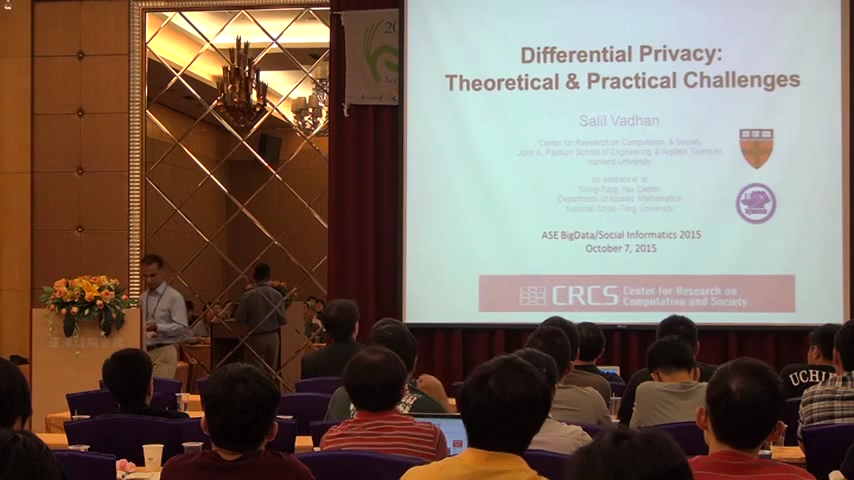 20
Differential Privacy:
Theoretical & Practical Challenges
Salil Vadhan
Center for Research on Computation & Society
John A. Paulson School of Engineering & Applied Sciences
Harvard University
on sabbatical at
Shing-Tung Yau Center
Department of Applied Mathematics
National Chiao-Tung University
ASE BigData/Social Informatics 2015
October 7, 2015
CRCS Center for Research on
Computation and Society
UCHI